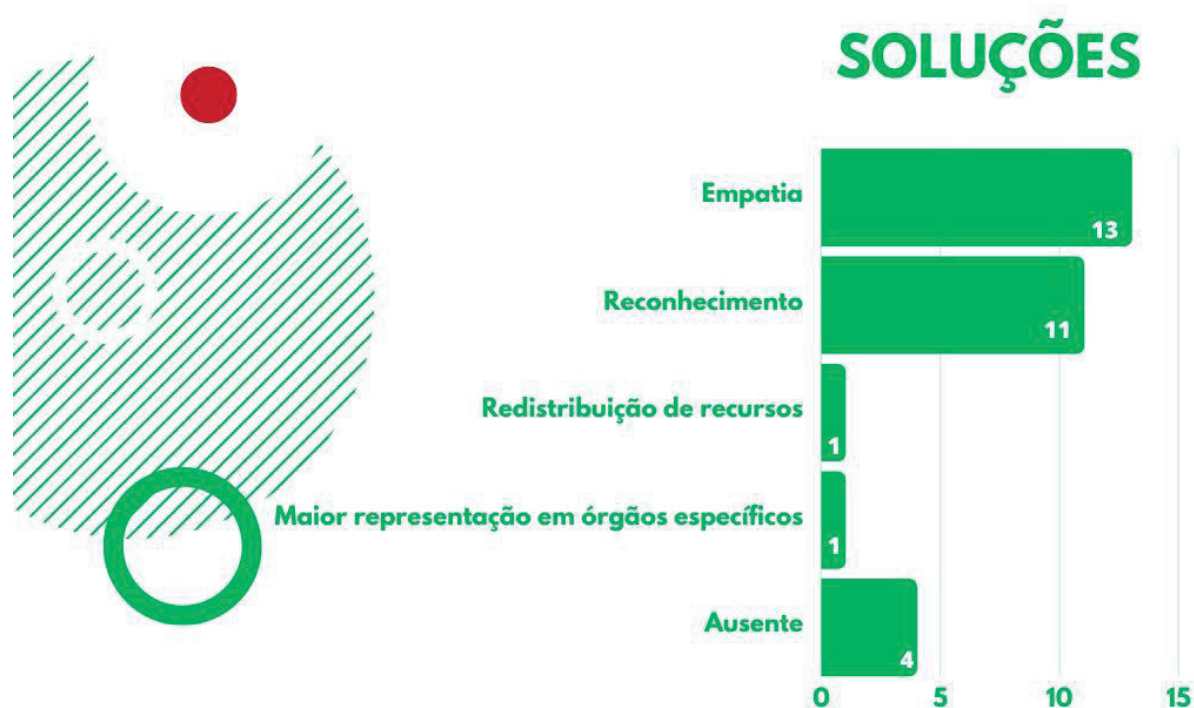 SOLUÇÕES
Empatia
13
Reconhecimento
11
Redistribuição de recursos
1
Maior representação em órgãos específicos
1
Ausente
4
0 5 10 15